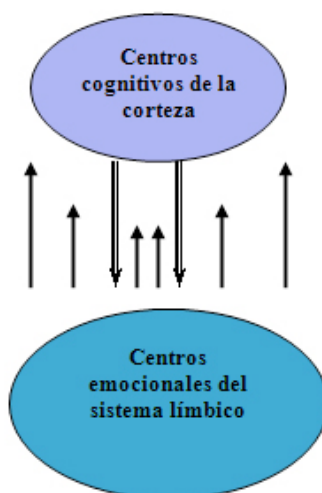 Centros
cognitivos de la
corteza
Centros
emocionales del
sistema límbico